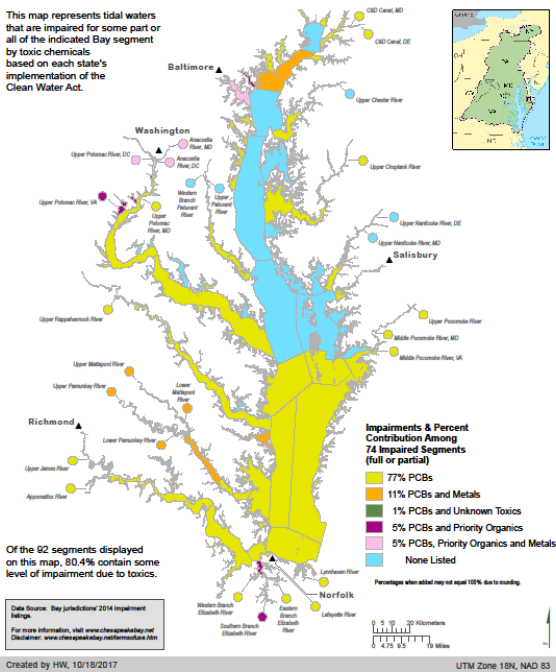 This map represents tidal waters
that are impaired for some part or
all of the indicated Bay segment
by toxic chemicals
based on each state's
implementation of the
Clean Water Act.
C&D Canal, MD
C&D Canal, DE
Baltimore
Upper Chester River
Washington
Anacostia
River, MD
Upper Potomac River, DC
Anacostia
River, DC
Upper Choptank River
Western
Branch
Patuxent
River
Upper
Patuxent
River
Upper Potomac River, VA
Upper
Potomac
River, MD
Upper Nanticoke River, DE
Upper Nanticoke River, MD
Salisbury
Upper Rappahannock River
Upper Pocomoke River
Middle Pocomoke River, MD
Middle Pocomoke River, VA
Upper Mattaponi River
Upper Pamunkey River
Lower
Mattaponi
River
Richmond
Lower Pamunkey River
Upper James River
Appomattox River
Impairments & Percent
Contribution Among
74 Impaired Segments
(full or partial)
77% PCBs
11% PCBs and Metals
1% PCBs and Unknown Toxics
5% PCBs and Priority Organics
5% PCBs, Priority Organics and Metals
None Listed
Percentages when added may not equal 100% due to rounding.
Of the 92 segments displayed
on this map, 80.4% contain some
level of impairment due to toxics.
Lynnhaven River
Norfolk
Western Branch
Elizabeth River
Southern Branch
Elizabeth River
Eastern
Branch
Elizabeth
River
Lafayette River
Data Source: Bay jurisdictions' 2014 impairment
listings.
For more information, visit www.chesapeakebay.net
Disclaimer: www.chesapeakebay.net/termsofuse.htm
0 5 10 20 Kilometers
0 4.75 9.5 19 Miles
Created by HW, 10/18/2017
UTM Zone 18N, NAD 83